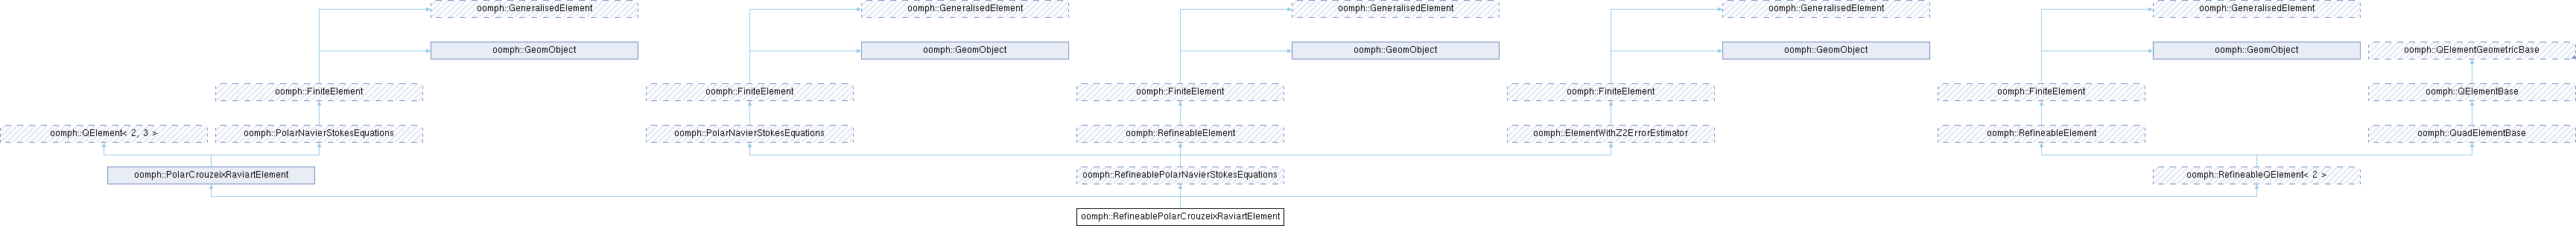 oomph::GeneralisedElement oomph::GeneralisedElement oomph::GeneralisedElement oomph::GeneralisedElement oomph::GeneralisedElement
oomph::GeomObject oomph::GeomObject oomph::GeomObject oomph::GeomObject oomph::GeomObject oomph::QElementGeometricBase
oomph::FiniteElement oomph::FiniteElement oomph::FiniteElement oomph::FiniteElement oomph::FiniteElement oomph::QElementBase
oomph::QElement< 2, 3 > oomph::PolarNavierStokesEquations oomph::PolarNavierStokesEquations oomph::RefineableElement oomph::ElementWithZ2ErrorEstimator oomph::RefineableElement oomph::QuadElementBase
oomph::PolarCrouzeixRaviartElement oomph::RefineablePolarNavierStokesEquations oomph::RefineableQElement< 2 >
oomph::RefineablePolarCrouzeixRaviartElement